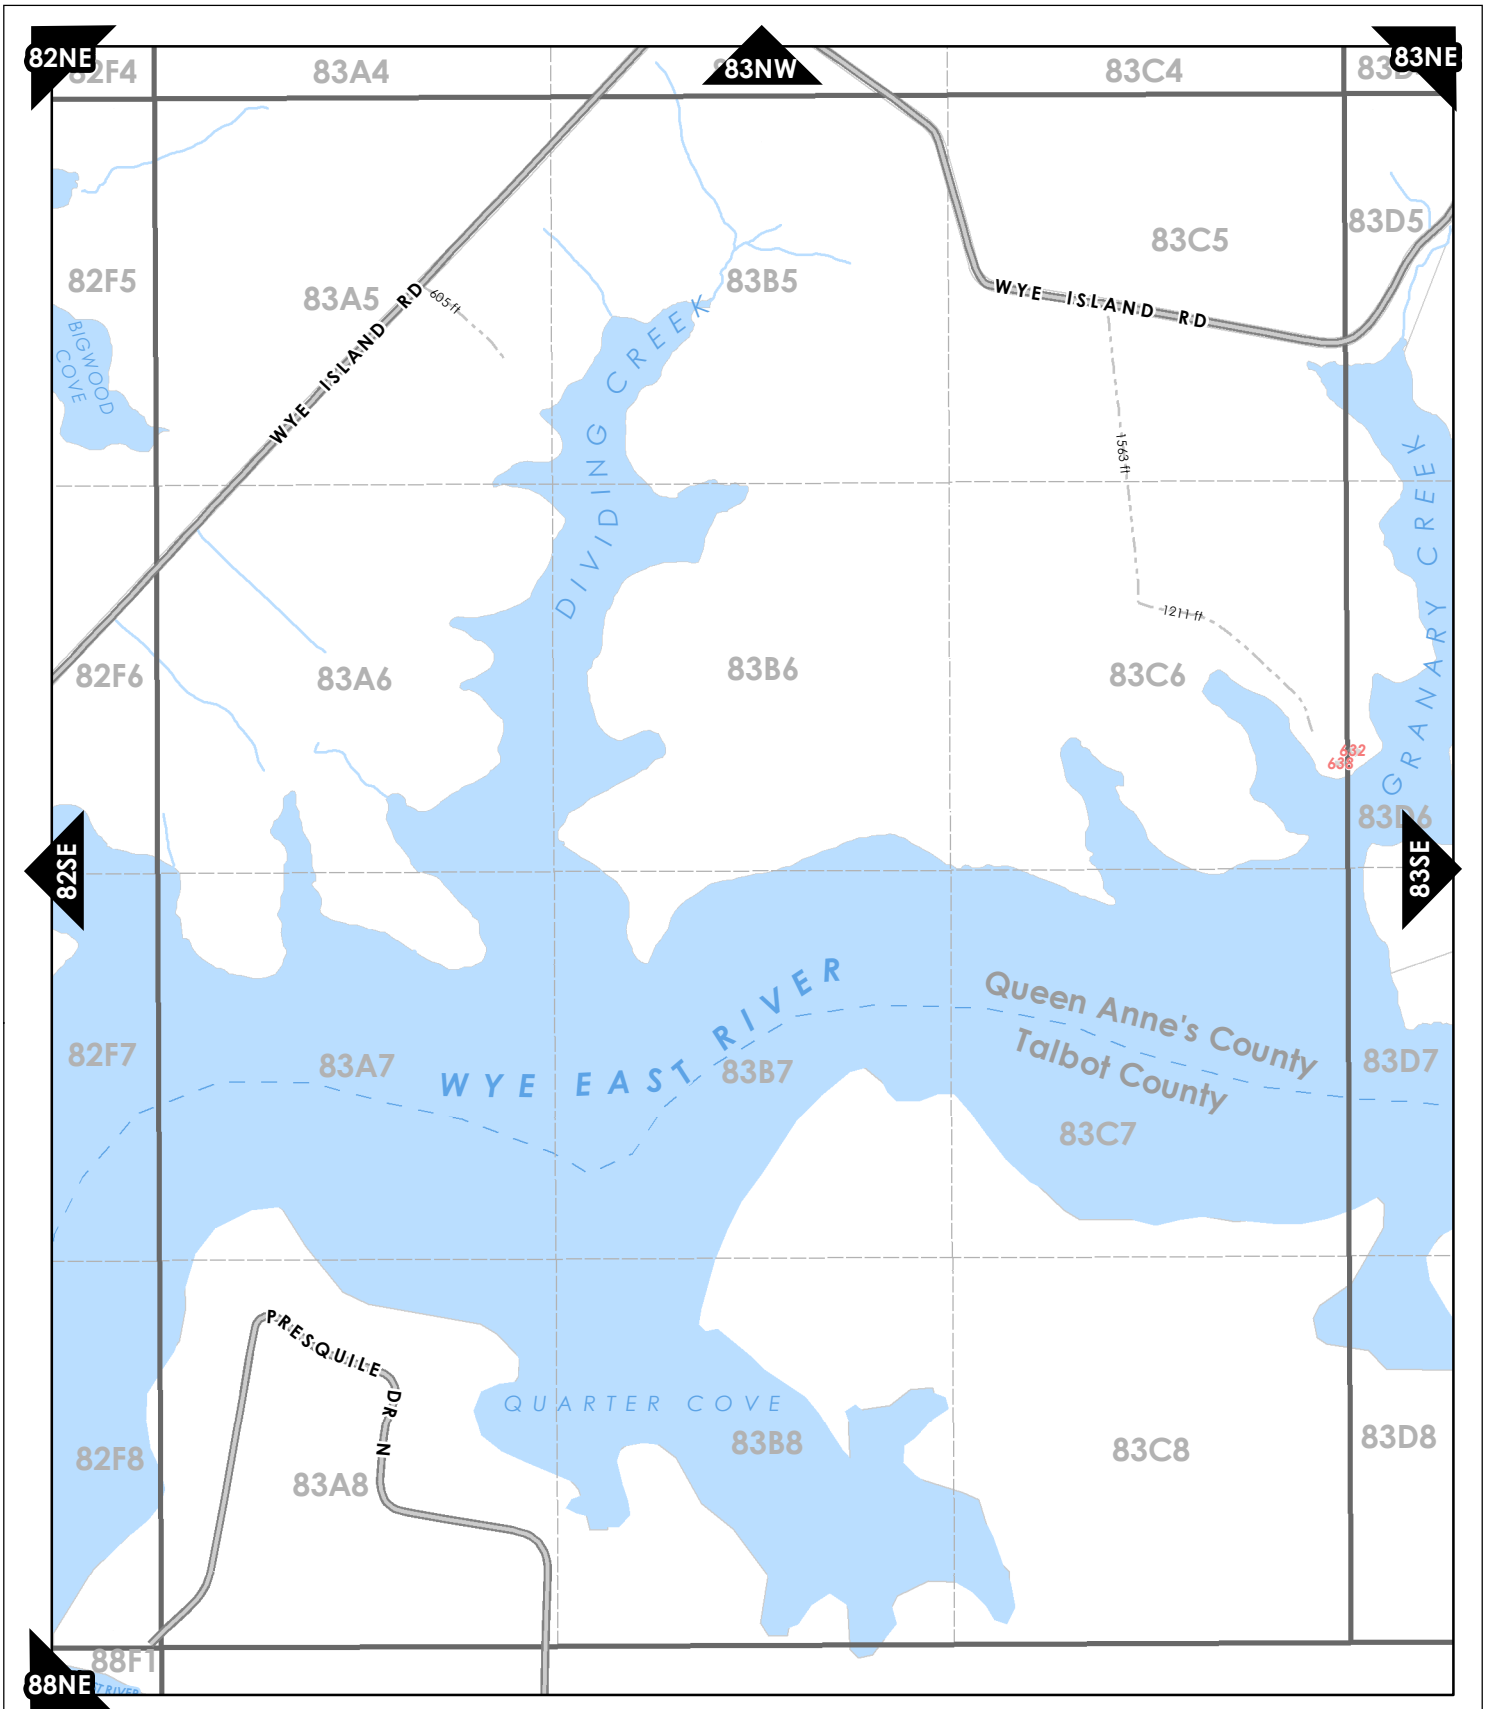 82NE
82F4
83A4
83NW
83C4
83NE
83D5
83C5
82F5
83A5
83B5
WYE ISLAND RD
605 ft
WYE ISLAND RD
BIGWOOD
COVE
DIVIDING CREEK
1563 ft
GRANARY CREEK
1211 ft
82F6
83A6
83B6
83C6
632
638
83D6
82SE
83SE
WYE EAST RIVER
Queen Anne's County
Talbot County
82F7
83A7
83B7
83D7
83C7
PRESQUILE DR N
QUARTER COVE
82F8
83A8
83B8
83C8
83D8
88F1
88NE
RIVER